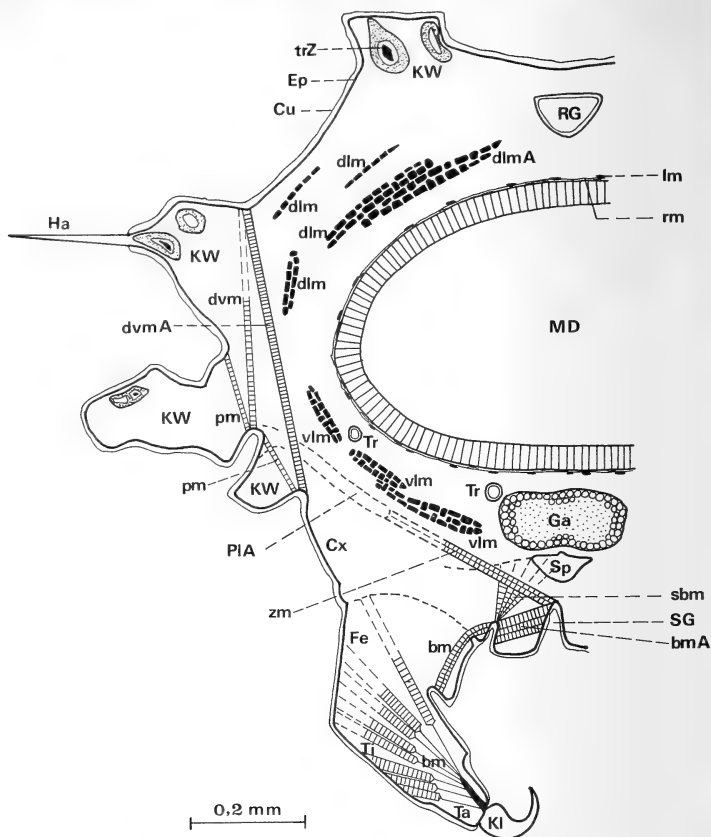 trZ
KW
Ep
Cu
RG
dlm
dlmA
lm
dlm
rm
Ha
dlm
KW
dlm
dvm
dvmA
MD
KW
pm
vlm
Tr
pm
KW
vlm
Tr
Ga
PlA
vlm
Cx
Sp
zm
sbm
SG
Fe
bm
bmA
Ti
bm
Ta
Kl
0,2 mm